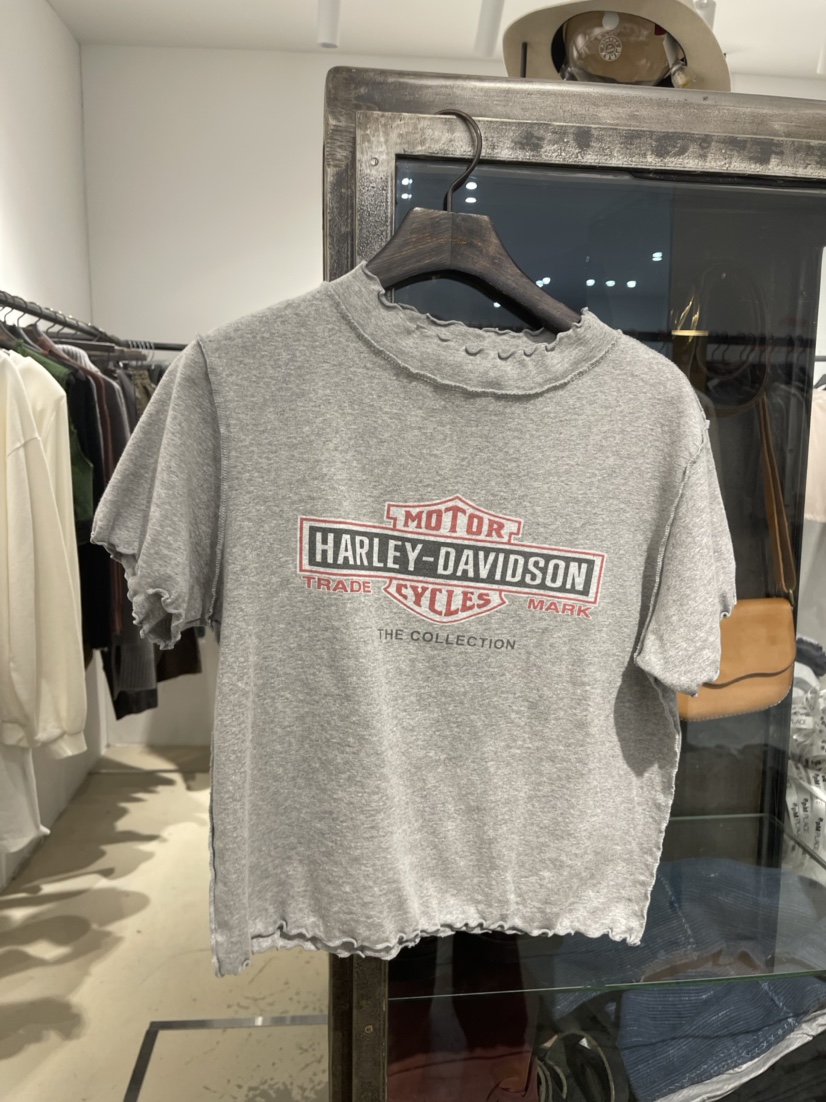 MOTOR
HARLEY-DAVIDSON
TRADE CYCLES MARK
THE COLLECTION